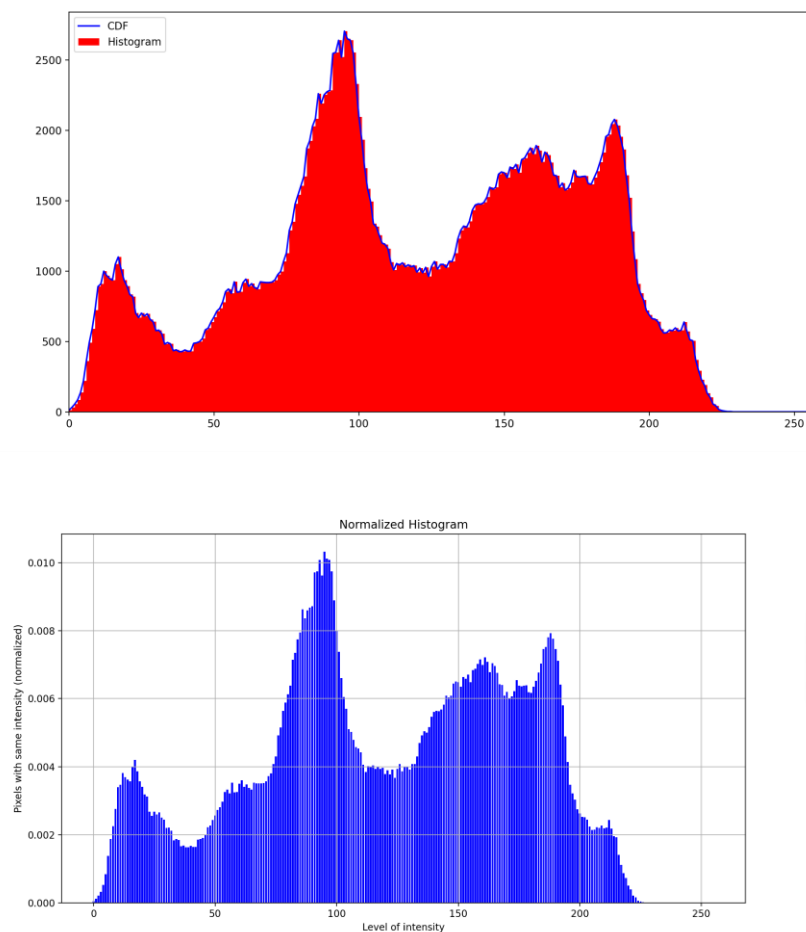 CDF
Histogram
2500
2000
1500
1000
500
0
0 50 100 150 200 250
Normalized Histogram
0.010
0.008
0.006
0.004
0.002
0.000
Pixels with same intensity (normalized)
0 50 100 150 200 250
Level of intensity